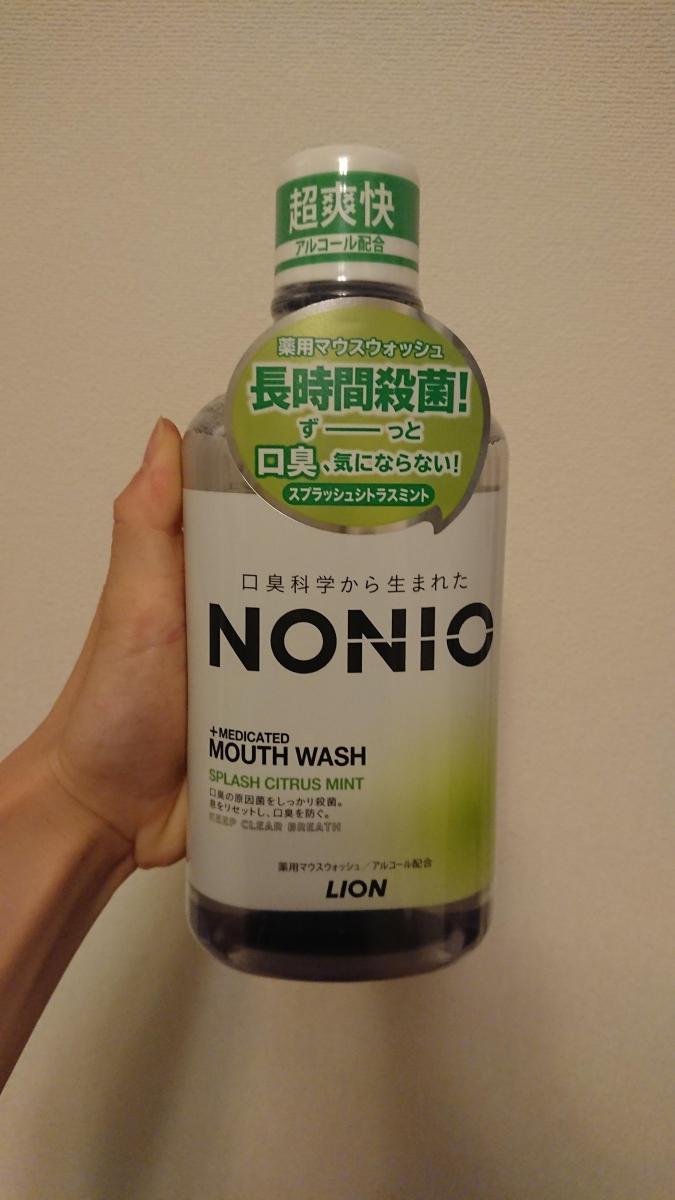 超爽快
アルコール配合
薬用マウスウォッシュ
長時間殺菌!
ず――っと
口臭、気にならない!
スプラッシュシトラスミント
口臭科学から生まれた
NONIO
+MEDICATED
MOUTH WASH
SPLASH CITRUS MINT
口臭の原因菌をしっかり殺菌。
息をリセットし、口臭を防ぐ。
KEEP CLEAR BREATH
薬用マウスウォッシュ/アルコール配合
LION